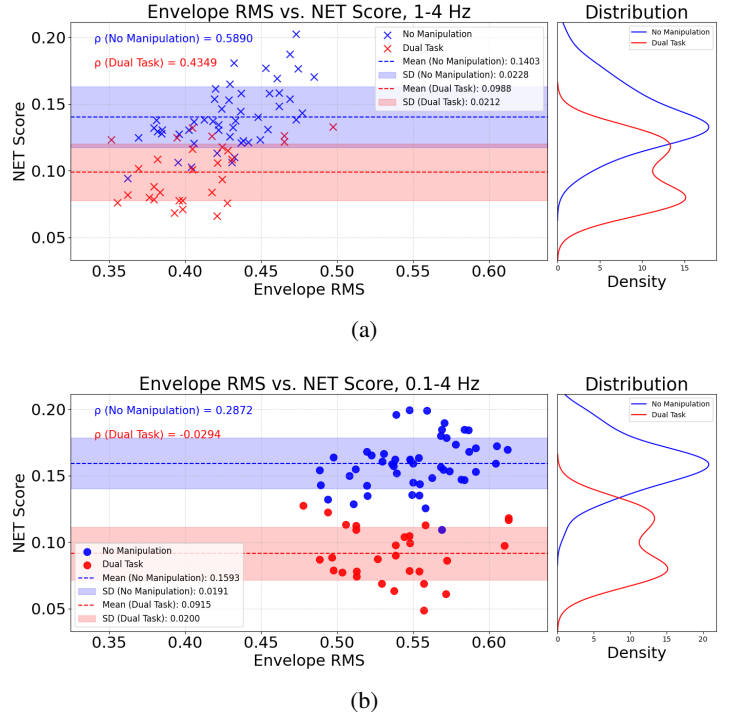 Envelope RMS vs. NET Score, 1-4 Hz
Distribution
ρ (No Manipulation) = 0.5890
ρ (Dual Task) = 0.4349
No Manipulation
Dual Task
Mean (No Manipulation): 0.1403
SD (No Manipulation): 0.0228
Mean (Dual Task): 0.0988
SD (Dual Task): 0.0212
No Manipulation
Dual Task
NET Score
0.20
0.15
0.10
0.05
0.35 0.40 0.45 0.50 0.55 0.60
Envelope RMS
0 5 10 15
Density
(a)
Envelope RMS vs. NET Score, 0.1-4 Hz
Distribution
ρ (No Manipulation) = 0.2872
ρ (Dual Task) = -0.0294
No Manipulation
Dual Task
NET Score
0.20
0.15
0.10
0.05
No Manipulation
Dual Task
Mean (No Manipulation): 0.1593
SD (No Manipulation): 0.0191
Mean (Dual Task): 0.0915
SD (Dual Task): 0.0200
0.35 0.40 0.45 0.50 0.55 0.60
Envelope RMS
0 5 10 15 20
Density
(b)